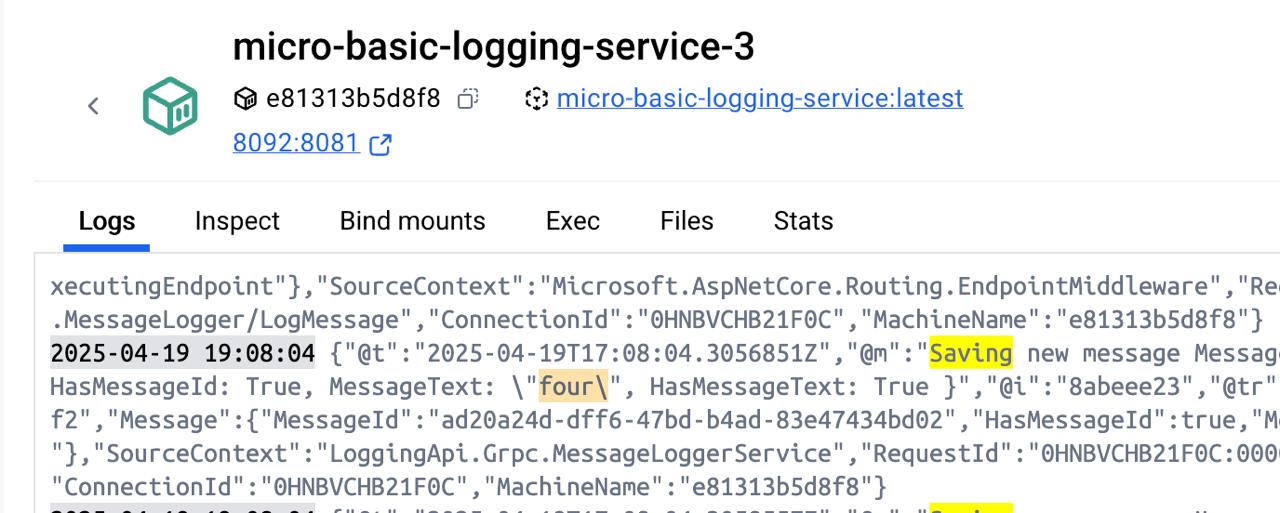 micro-basic-logging-service-3
e81313b5d8f8 micro-basic-logging-service:latest
8092:8081
Logs Inspect Bind mounts Exec Files Stats
xecutingEndpoint"},"SourceContext":"Microsoft.AspNetCore.Routing.EndpointMiddleware","Re
.MessageLogger/LogMessage","ConnectionId":"0HNBVCHB21F0C","MachineName":"e81313b5d8f8"}
2025-04-19 19:08:04 {"@t":"2025-04-19T17:08:04.3056851Z","@m":"Saving new message Messag
HasMessageId: True, MessageText: \"four\", HasMessageText: True }","@i":"8abeee23","@tr"
f2","Message":{"MessageId":"ad20a24d-dff6-47bd-b4ad-83e47434bd02","HasMessageId":true,"M
"},"SourceContext":"LoggingApi.Grpc.MessageLoggerService","RequestId":"0HNBVCHB21F0C:000
"ConnectionId":"0HNBVCHB21F0C","MachineName":"e81313b5d8f8"}